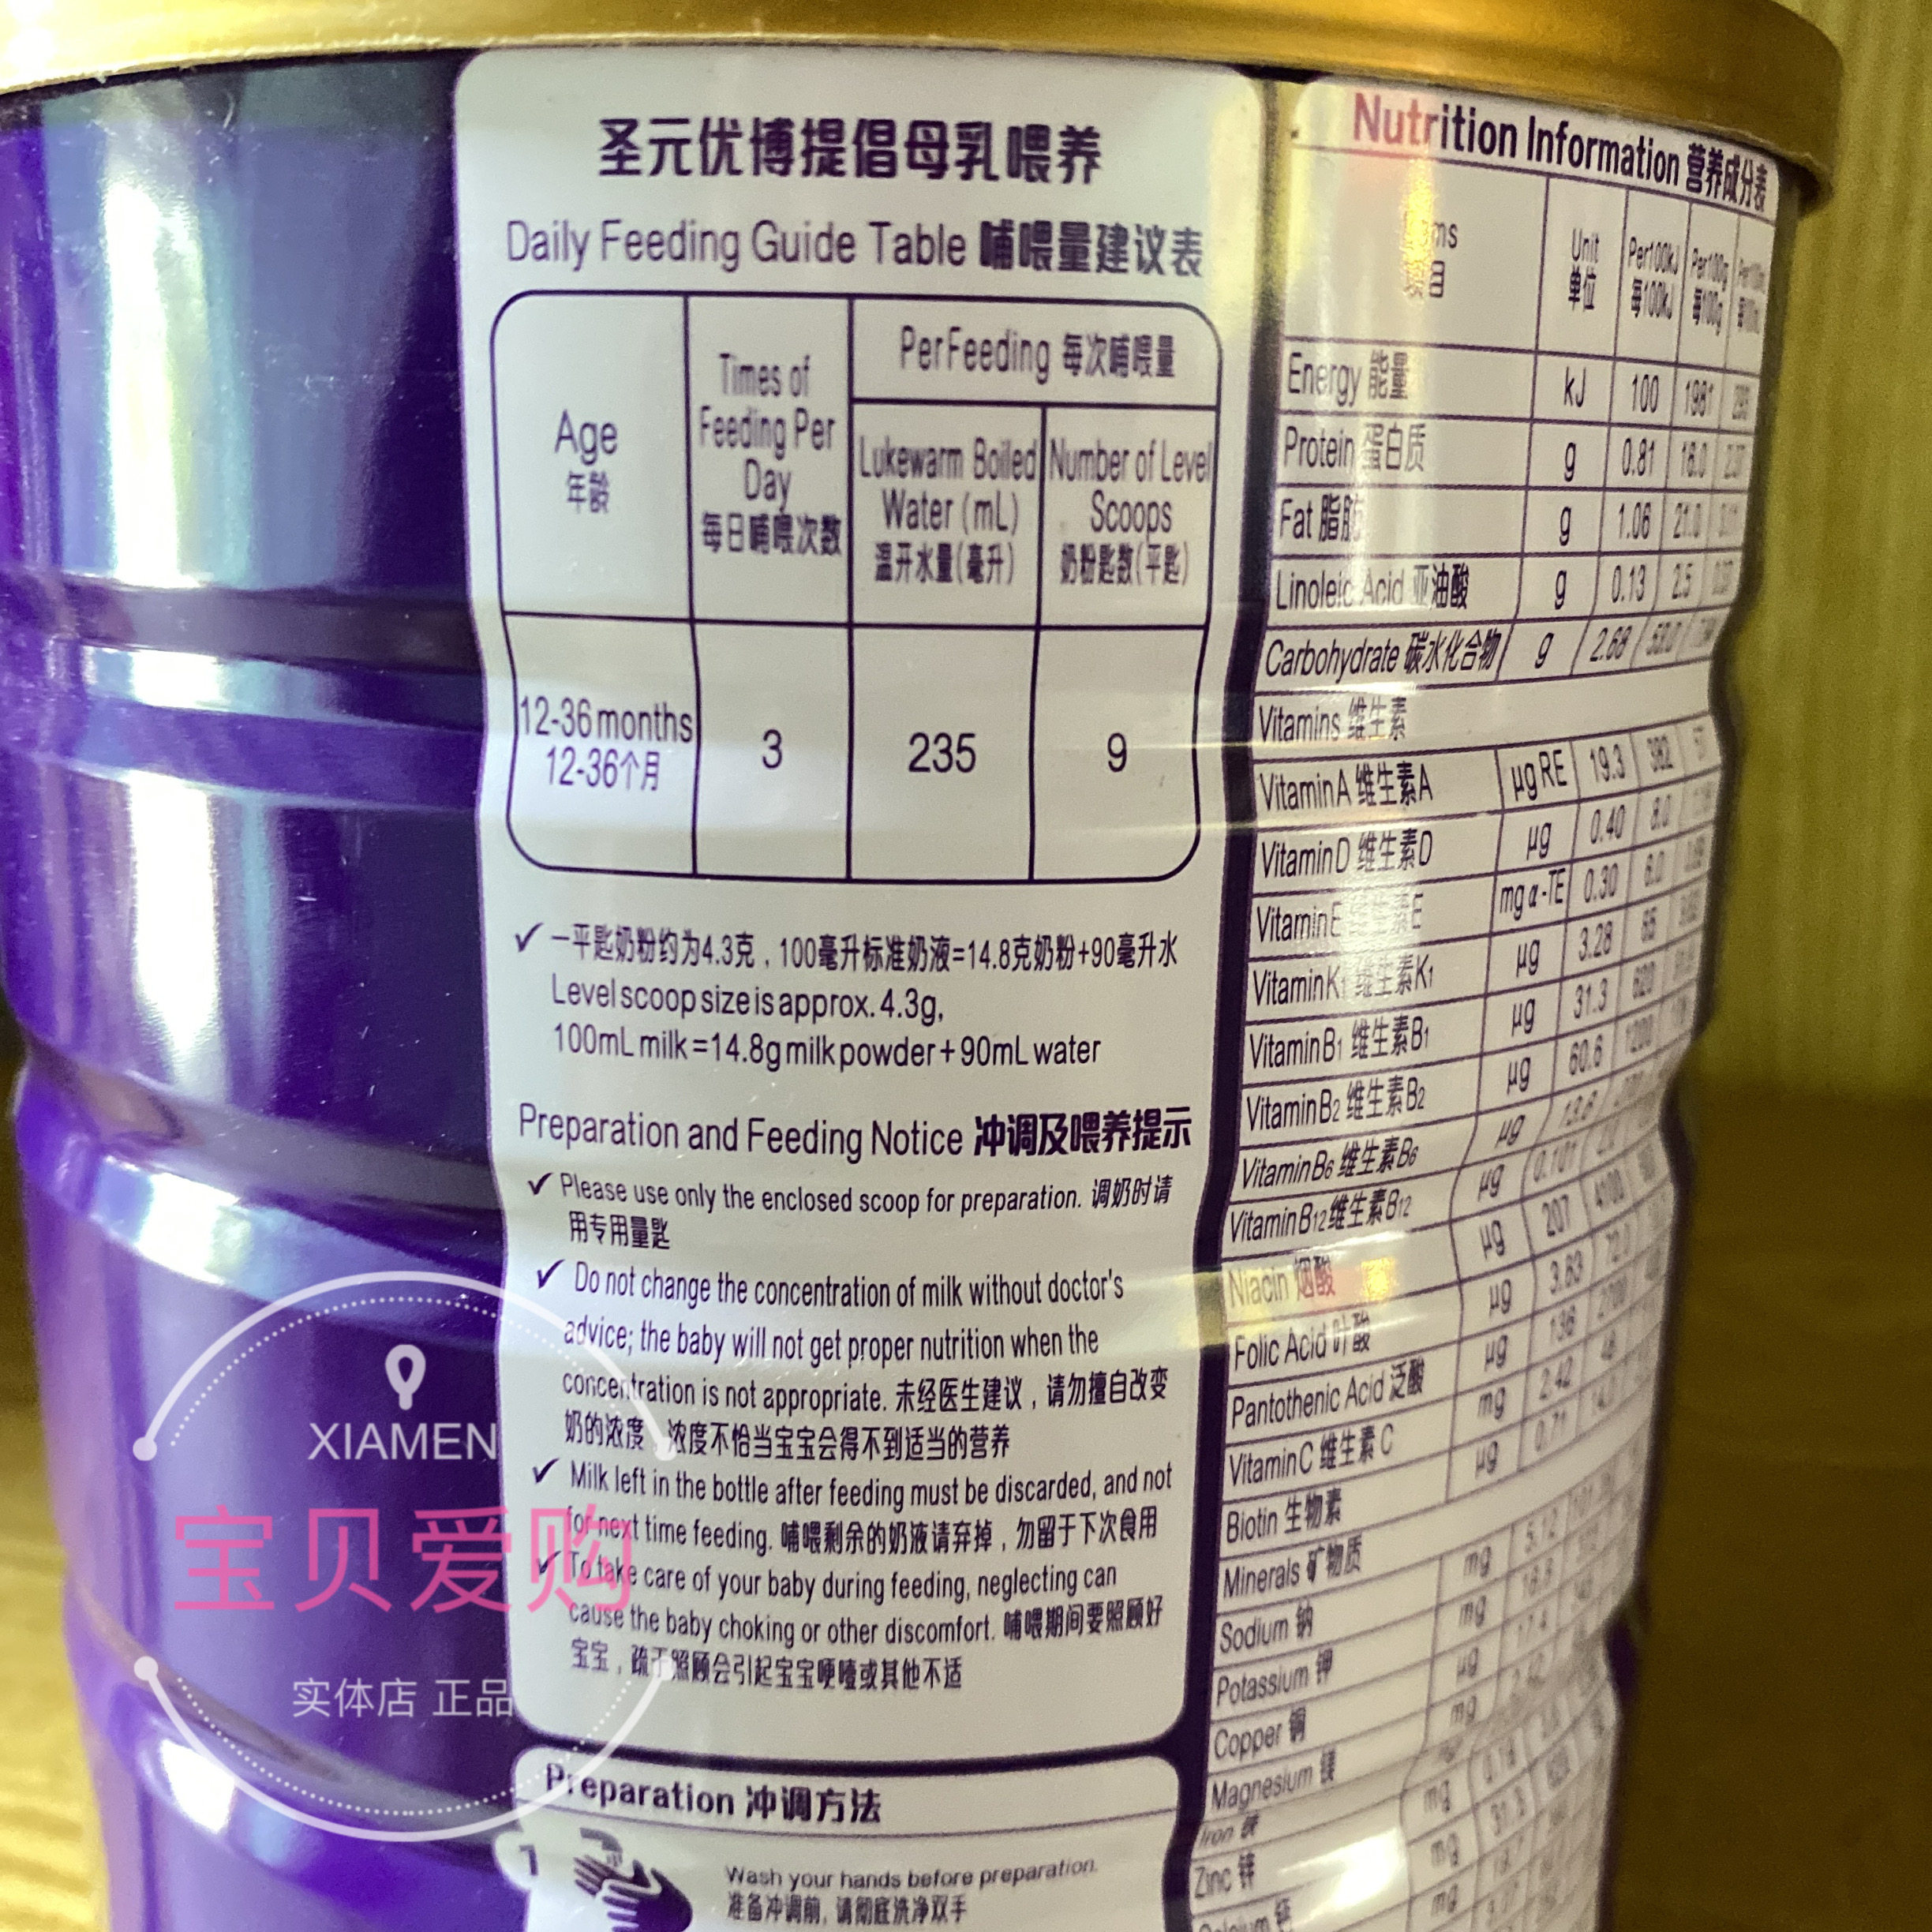 圣元优博提倡母乳喂养
Daily Feeding Guide Table 哺喂量建议表
Age
年龄
Times of
Feeding Per
Day
每日哺喂次数
Per Feeding 每次哺喂量
Lukewarm Boiled
Water (mL)
温开水量(毫升)
Number of Level
Scoops
奶粉匙数(平匙)
12-36 months
12-36个月
3
235
9
✓ 一平匙奶粉约为4.3克，100毫升标准奶液=14.8克奶粉+90毫升水
Level scoop size is approx. 4.3g,
100mL milk = 14.8g milk powder + 90mL water
Preparation and Feeding Notice 冲调及喂养提示
✓ Please use only the enclosed scoop for preparation. 调奶时请
用专用量匙
✓ Do not change the concentration of milk without doctor's
advice; the baby will not get proper nutrition when the
concentration is not appropriate. 未经医生建议，请勿擅自改变
奶的浓度，浓度不恰当宝宝会得不到适当的营养
✓ Milk left in the bottle after feeding must be discarded, and not
for next time feeding. 哺喂剩余的奶液请弃掉，勿留于下次食用
✓ To take care of your baby during feeding, neglecting can
cause the baby choking or other discomfort. 哺喂期间要照顾好
宝宝，疏于照顾会引起宝宝哽噎或其他不适
Preparation 冲调方法
1
Wash your hands before preparation.
准备冲调前, 请彻底洗净双手
Nutrition Information 营养成分表
Unit
单位
Per100kJ
每100kJ
Per100g
每100g
Energy 能量 kJ 100 1981
Protein 蛋白质 g 0.81 16.0
Fat 脂肪 g 1.06 21.0
Linoleic Acid 亚油酸 g 0.13 2.5
Carbohydrate 碳水化合物 g 2.68 53.0
Vitamins 维生素
Vitamin A 维生素A μg RE 19.3 382
Vitamin D 维生素D μg 0.40 8.0
Vitamin E 维生素E mg α-TE 0.30 6.0
Vitamin K1 维生素K1 μg 3.28 65
Vitamin B1 维生素B1 μg 31.3 620
Vitamin B2 维生素B2 μg 60.6 1200
Vitamin B6 维生素B6 μg 13.6
Vitamin B12 维生素B12 μg 0.101 2.0
Niacin 烟酸 μg 207 4100
Folic Acid 叶酸 μg 3.63 72.0
Pantothenic Acid 泛酸 μg 136 2700
Vitamin C 维生素 C mg 2.42 48
Biotin 生物素 μg 0.71 14.0
Minerals 矿物质
Sodium 钠 mg 5.12
Potassium 钾 mg 16.8
Copper 铜 μg 17.4
Magnesium 镁 mg
Iron 铁
Zinc 锌 mg
XIAMEN
宝贝爱购
实体店 正品